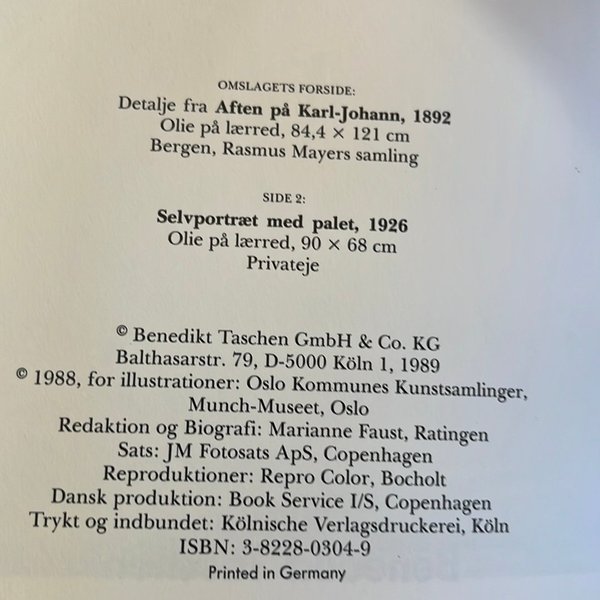 OMSLAGETS FORSIDE:
Detalje fra Aften på Karl-Johann, 1892
Olie på lærred, 84,4 × 121 cm
Bergen, Rasmus Mayers samling
SIDE 2:
Selvportræt med palet, 1926
Olie på lærred, 90 × 68 cm
Privateje
© Benedikt Taschen GmbH & Co. KG
Balthasarstr. 79, D-5000 Köln 1, 1989
© 1988, for illustrationer: Oslo Kommunes Kunstsamlinger,
Munch-Museet, Oslo
Redaktion og Biografi: Marianne Faust, Ratingen
Sats: JM Fotosats ApS, Copenhagen
Reproduktioner: Repro Color, Bocholt
Dansk produktion: Book Service I/S, Copenhagen
Trykt og indbundet: Kölnische Verlagsdruckerei, Köln
ISBN: 3-8228-0304-9
Printed in Germany